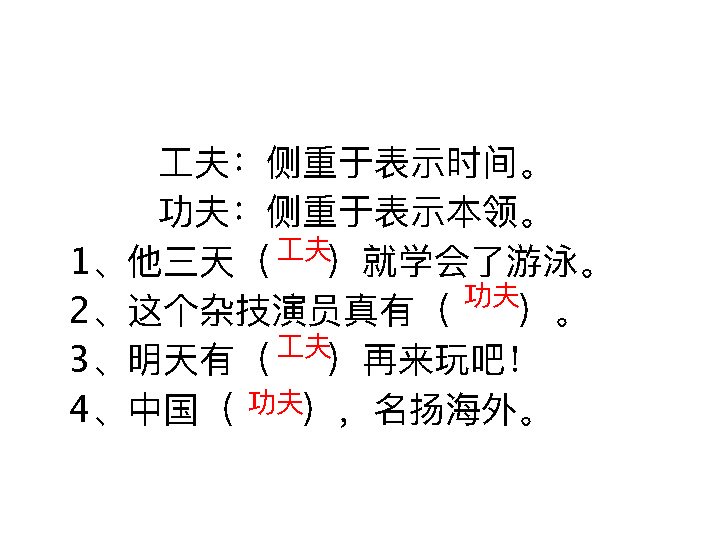 工夫：侧重于表示时间。
功夫：侧重于表示本领。
1、他三天（工夫）就学会了游泳。
2、这个杂技演员真有（功夫）。
3、明天有（工夫）再来玩吧！
4、中国（功夫），名扬海外。